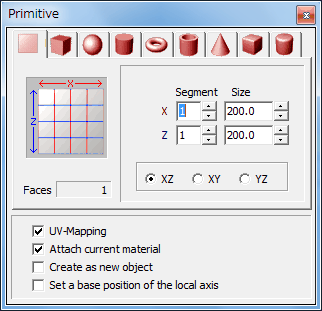 Primitive
Segment Size
X
X 1 200.0
Z
Z 1 200.0
XZ XY YZ
Faces 1
UV-Mapping
Attach current material
Create as new object
Set a base position of the local axis